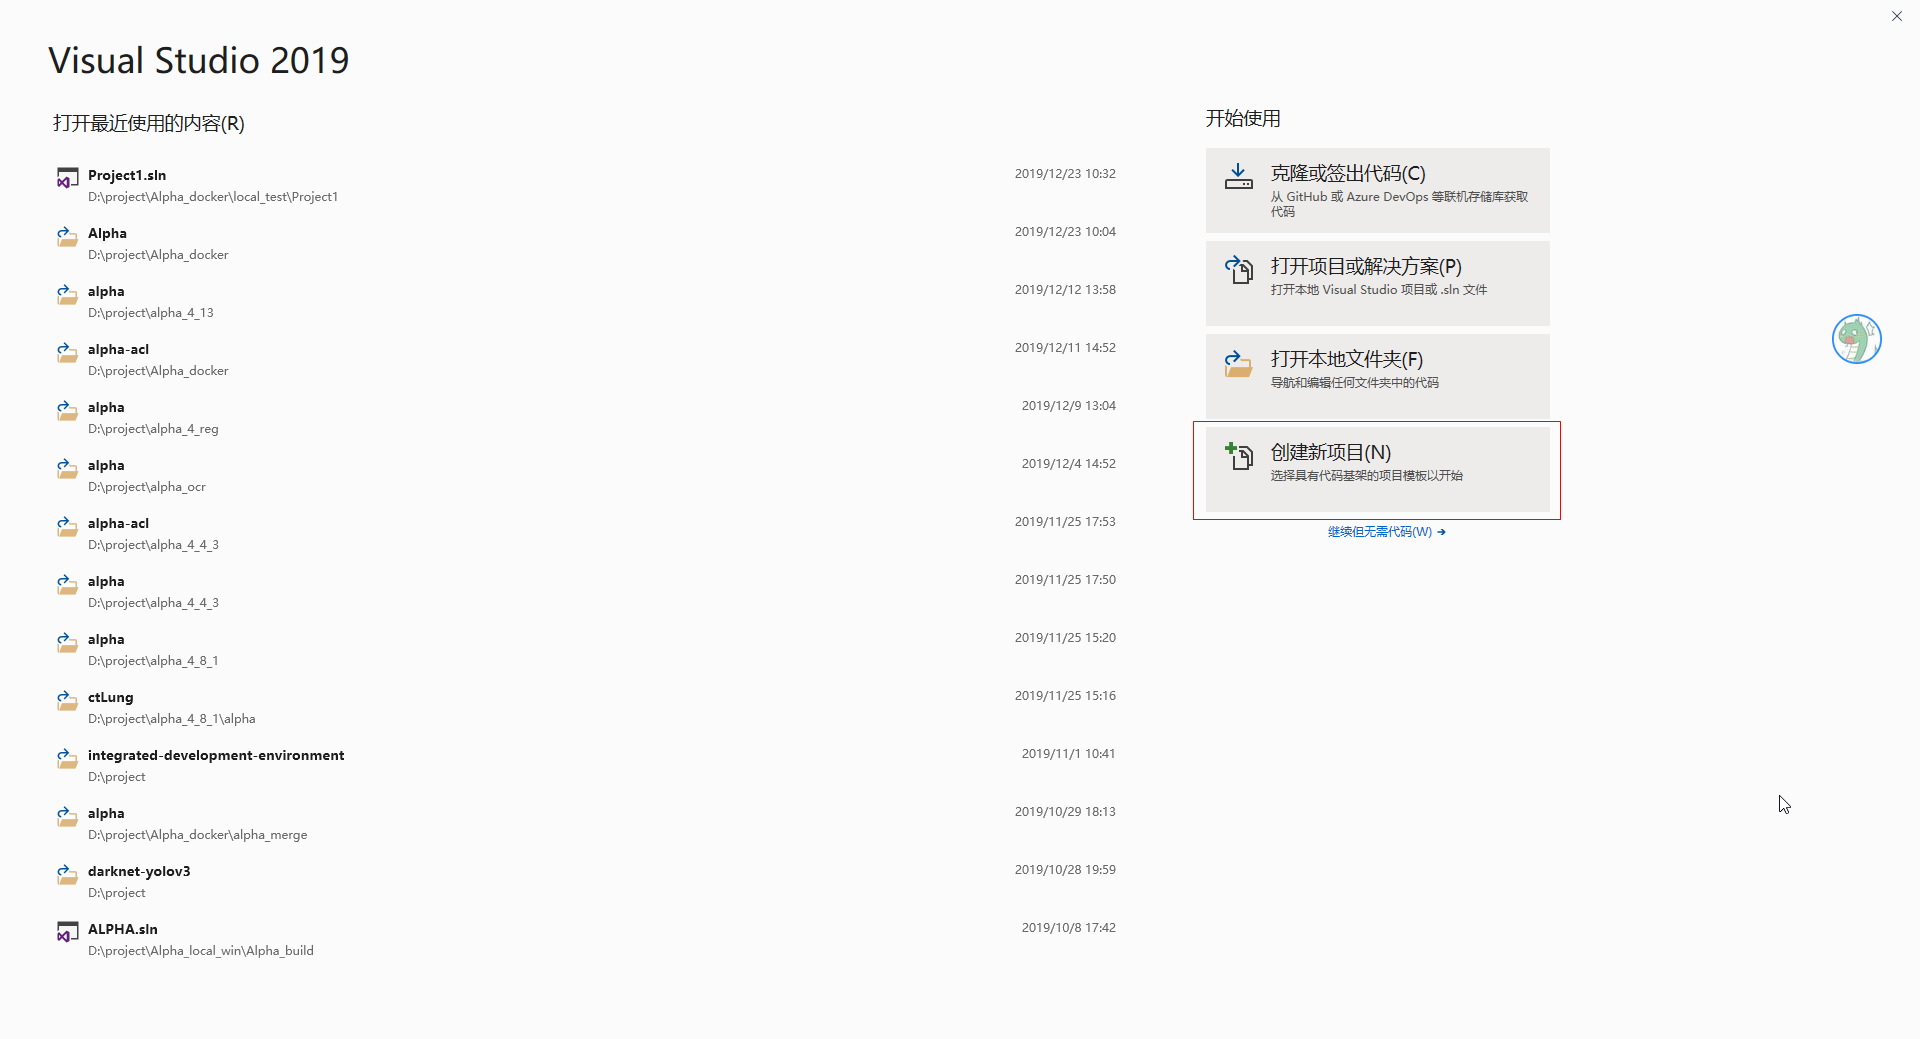 Visual Studio 2019
打开最近使用的内容(R)
Project1.sln
2019/12/23 10:32
D:\project\Alpha_docker\local_test\Project1
Alpha
2019/12/23 10:04
D:\project\Alpha_docker
alpha
2019/12/12 13:58
D:\project\alpha_4_13
alpha-acl
2019/12/11 14:52
D:\project\Alpha_docker
alpha
2019/12/9 13:04
D:\project\alpha_4_reg
alpha
2019/12/4 14:52
D:\project\alpha_ocr
alpha-acl
2019/11/25 17:53
D:\project\alpha_4_4_3
alpha
2019/11/25 17:50
D:\project\alpha_4_4_3
alpha
2019/11/25 15:20
D:\project\alpha_4_8_1
ctLung
2019/11/25 15:16
D:\project\alpha_4_8_1\alpha
integrated-development-environment
2019/11/1 10:41
D:\project
alpha
2019/10/29 18:13
D:\project\Alpha_docker\alpha_merge
darknet-yolov3
2019/10/28 19:59
D:\project
ALPHA.sln
2019/10/8 17:42
D:\project\Alpha_local_win\Alpha_build
开始使用
克隆或签出代码(C)
从 GitHub 或 Azure DevOps 等联机存储库获取
代码
打开项目或解决方案(P)
打开本地 Visual Studio 项目或 .sln 文件
打开本地文件夹(F)
导航和编辑任何文件夹中的代码
创建新项目(N)
选择具有代码基架的项目模板以开始
继续但无需代码(W) →